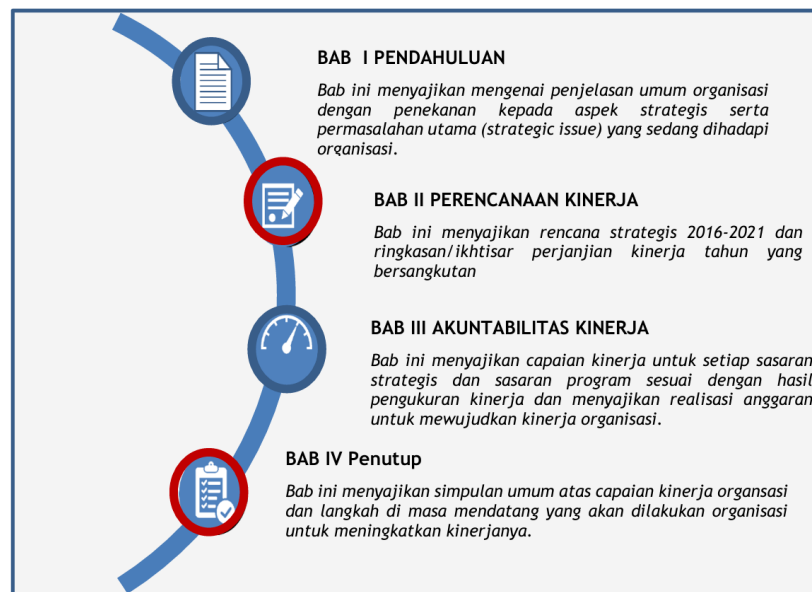 BAB I PENDAHULUAN
Bab ini menyajikan mengenai penjelasan umum organisasi
dengan penekanan kepada aspek strategis serta
permasalahan utama (strategic issue) yang sedang dihadapi
organisasi.
BAB II PERENCANAAN KINERJA
Bab ini menyajikan rencana strategis 2016-2021 dan
ringkasan/ikhtisar perjanjian kinerja tahun yang
bersangkutan
BAB III AKUNTABILITAS KINERJA
Bab ini menyajikan capaian kinerja untuk setiap sasaran
strategis dan sasaran program sesuai dengan hasil
pengukuran kinerja dan menyajikan realisasi anggaran
untuk mewujudkan kinerja organisasi.
BAB IV Penutup
Bab ini menyajikan simpulan umum atas capaian kinerja organsasi
dan langkah di masa mendatang yang akan dilakukan organisasi
untuk meningkatkan kinerjanya.